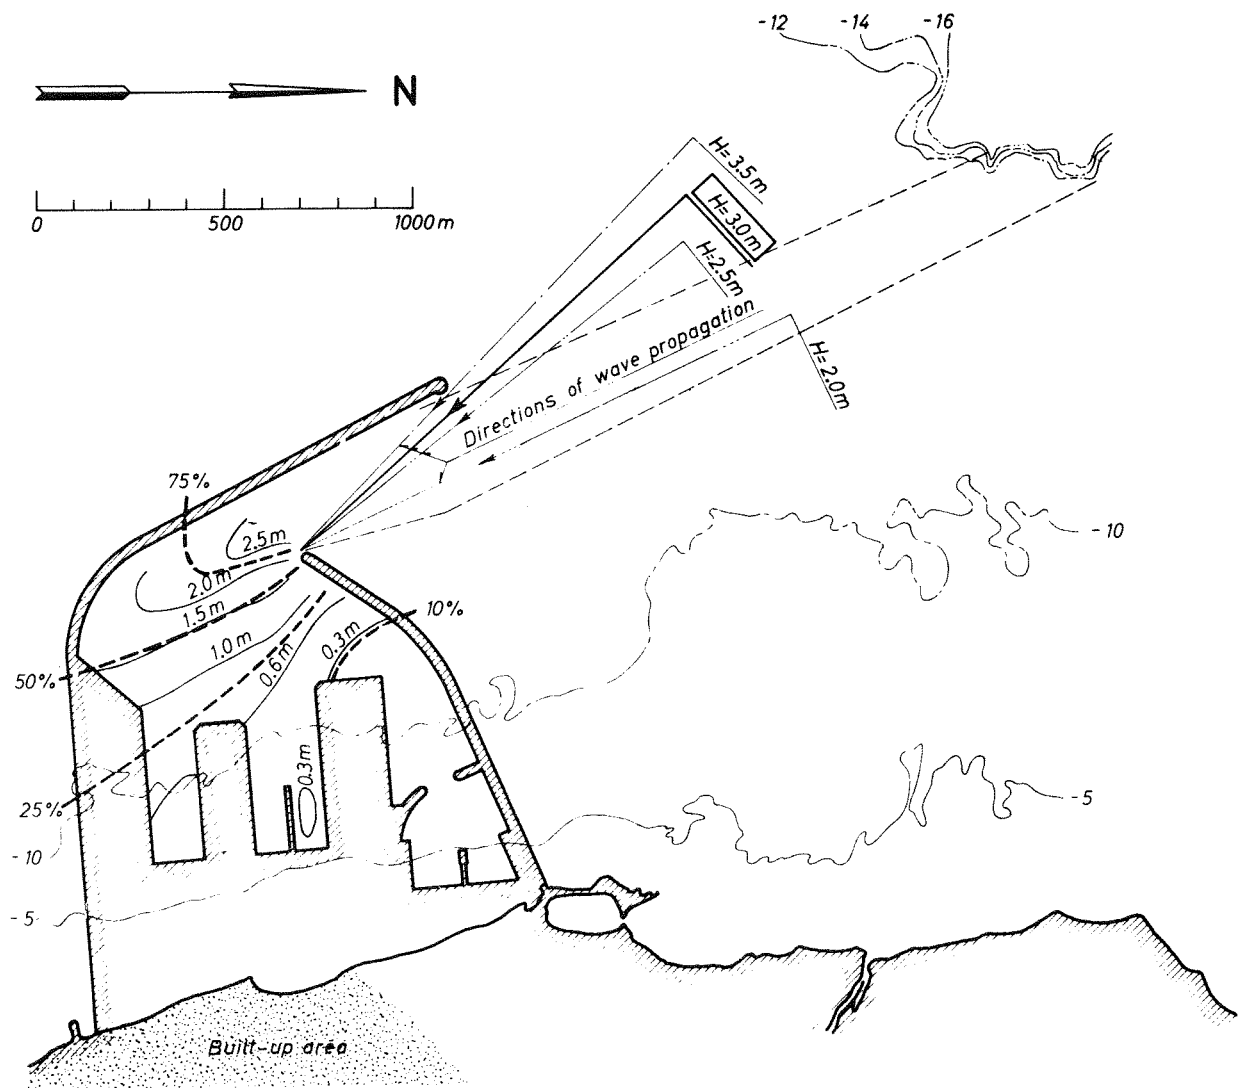 -12
-14
-16
N
0
500
1000m
H= 3.5m
H= 3.0m
H=2.5m
Directions of wave propagation
H=2.0m
75%
2.5m
2.0m
1.5m
1.0m
0.6m
0.3m
10%
50%
25%
0.3m
-10
-5
-10
-5
Built-up area